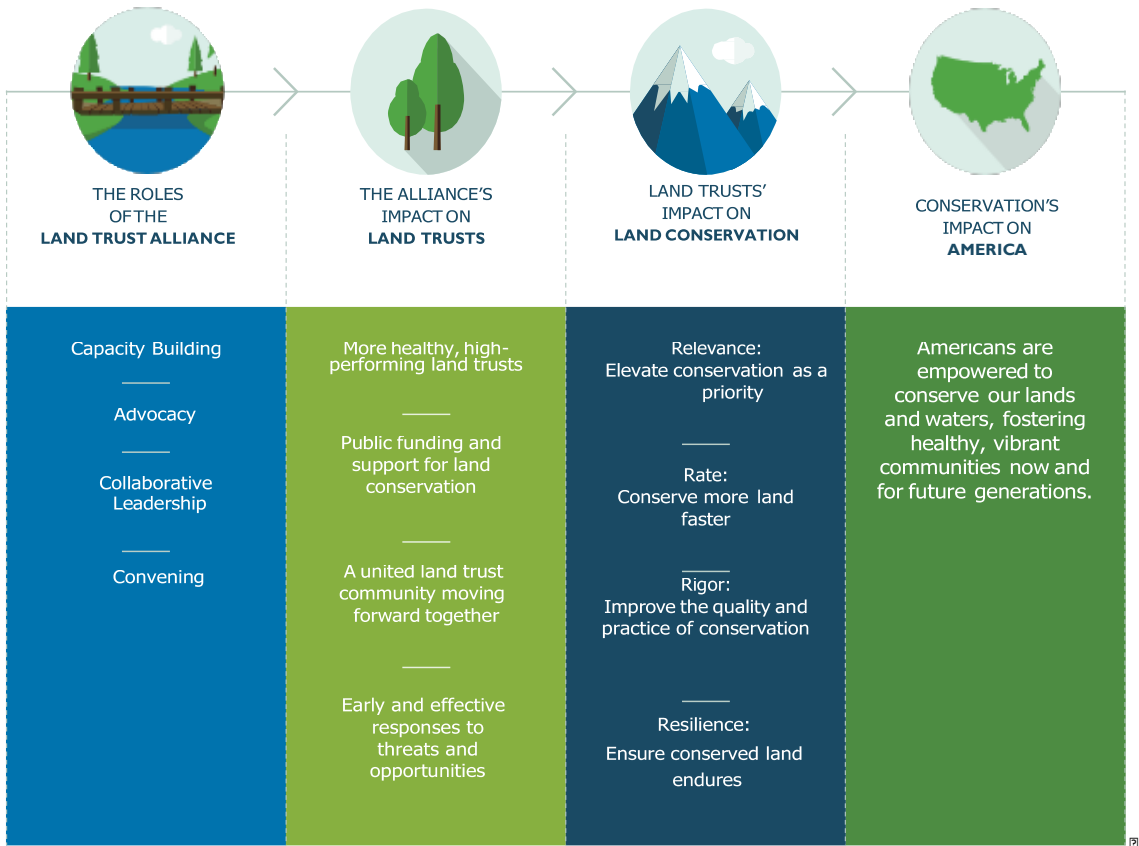 THE ROLES
OF THE
LAND TRUST ALLIANCE
THE ALLIANCE'S
IMPACT ON
LAND TRUSTS
LAND TRUSTS'
IMPACT ON
LAND CONSERVATION
CONSERVATION'S
IMPACT ON
AMERICA
Capacity Building
Advocacy
Collaborative
Leadership
Convening
More healthy, high-
performing land trusts
Public funding and
support for land
conservation
A united land trust
community moving
forward together
Early and effective
responses to
threats and
opportunities
Relevance:
Elevate conservation as a
priority
Rate:
Conserve more land
faster
Rigor:
Improve the quality and
practice of conservation
Resilience:
Ensure conserved land
endures
Americans are
empowered to
conserve our lands
and waters, fostering
healthy, vibrant
communities now and
for future generations.
?